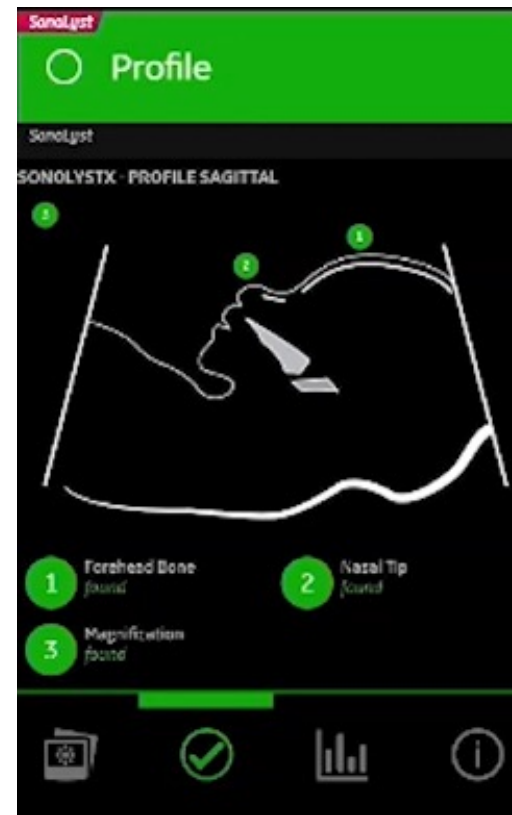 SonoLyst
Profile
SonoLyst
SONOLYSTX - PROFILE SAGITTAL
3
2
1
1 Forehead Bone
found
2 Nasal Tip
found
3 Magnification
found
i